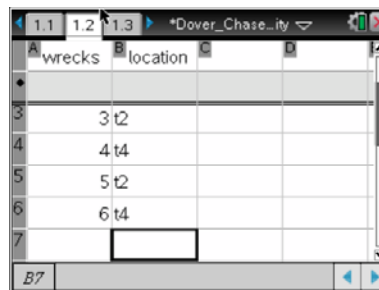 1.1 1.2 1.3 *Dover_Chase…ity
A wrecks B location C D
3 3 t2
4 4 t4
5 5 t2
6 6 t4
7
B7